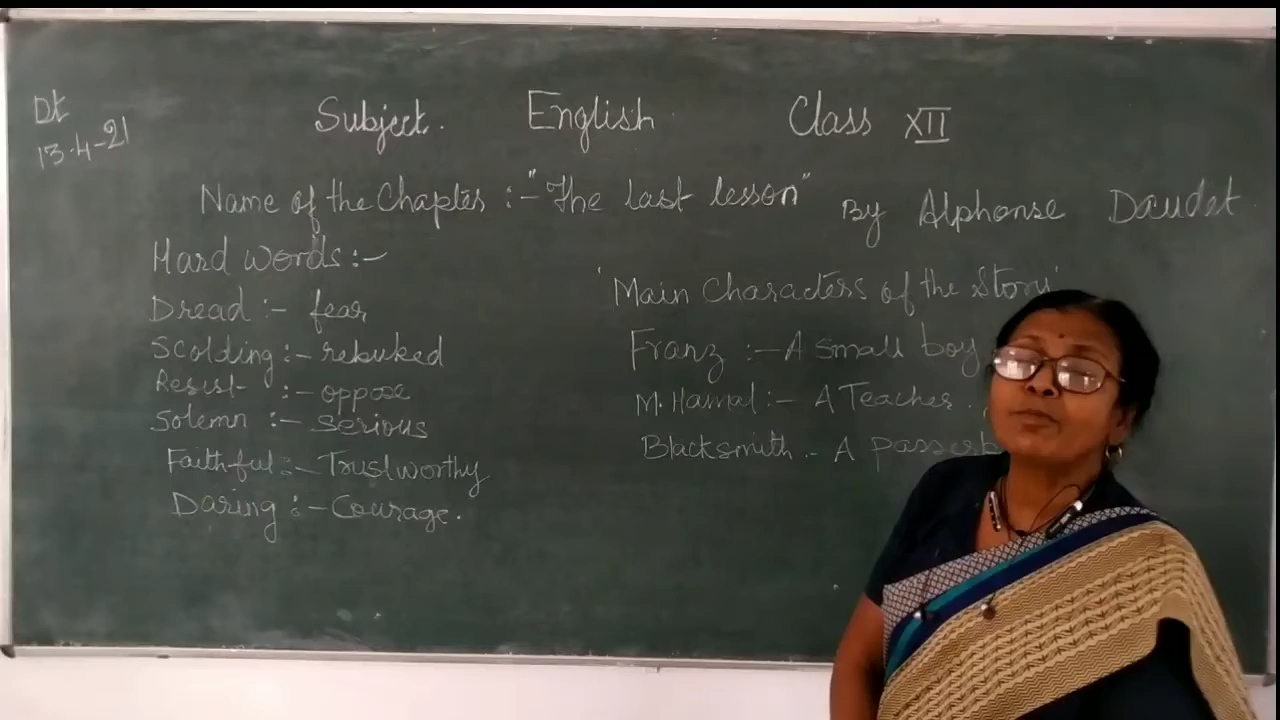 Dt
13.4-21
Subject. English. Class XII
Name of the Chapter :- "The last lesson" By Alphonse Daudet.
Hard words :-
Dread :- fear
Scolding :- rebuked
Resist :- oppose
Solemn :- serious
Faithful :- Trustworthy
Daring :- Courage.
'Main Characters of the Story'
Franz :- A small boy
M. Hamal :- A Teacher.
Blacksmith :- A